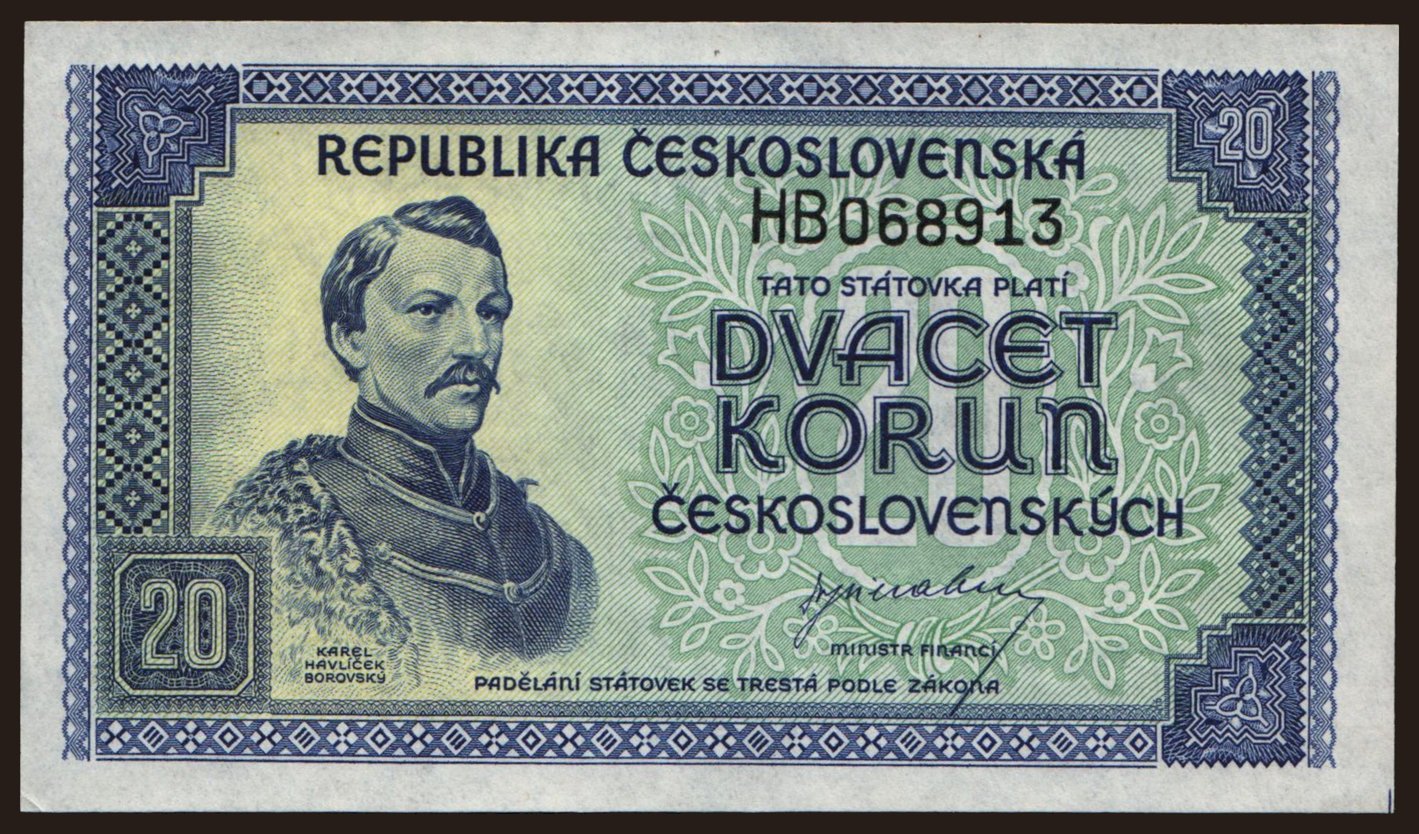 20
REPUBLIKA ČESKOSLOVENSKÁ
HB068913
TATO STÁTOVKA PLATÍ
20
DVACET
KORUN
ČESKOSLOVENSKÝCH
MINISTR FINANCÍ
20
KAREL
HAVLÍČEK
BOROVSKÝ
PADĚLÁNÍ STÁTOVEK SE TRESTÁ PODLE ZÁKONA